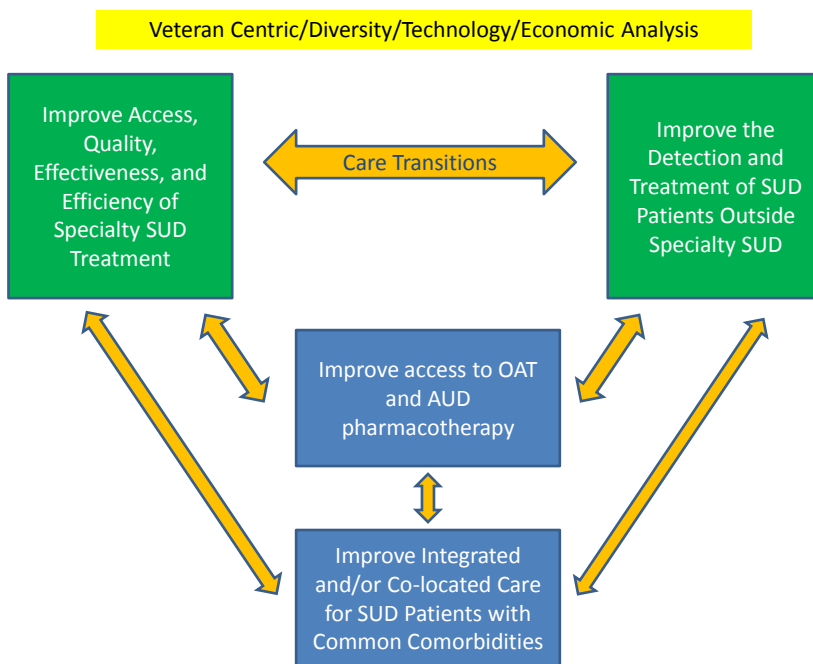 Veteran Centric/Diversity/Technology/Economic Analysis
Improve Access,
Quality,
Effectiveness, and
Efficiency of
Specialty SUD
Treatment
Care Transitions
Improve the
Detection and
Treatment of SUD
Patients Outside
Specialty SUD
Improve access to OAT
and AUD
pharmacotherapy
Improve Integrated
and/or Co-located Care
for SUD Patients with
Common Comorbidities